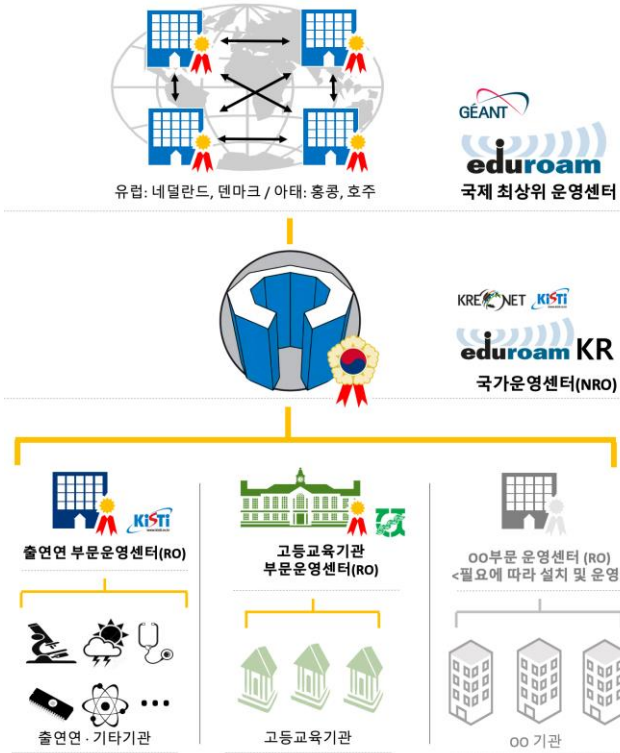 GÉANT
eduroam
국제 최상위 운영센터
유럽: 네덜란드, 덴마크 / 아태: 홍콩, 호주
KREONET KiSTi
eduroam KR
국가운영센터(NRO)
KiSTi
출연연 부문운영센터(RO)
고등교육기관
부문운영센터(RO)
OO부문 운영센터 (RO)
<필요에 따라 설치 및 운영
출연연 · 기타기관
고등교육기관
OO 기관